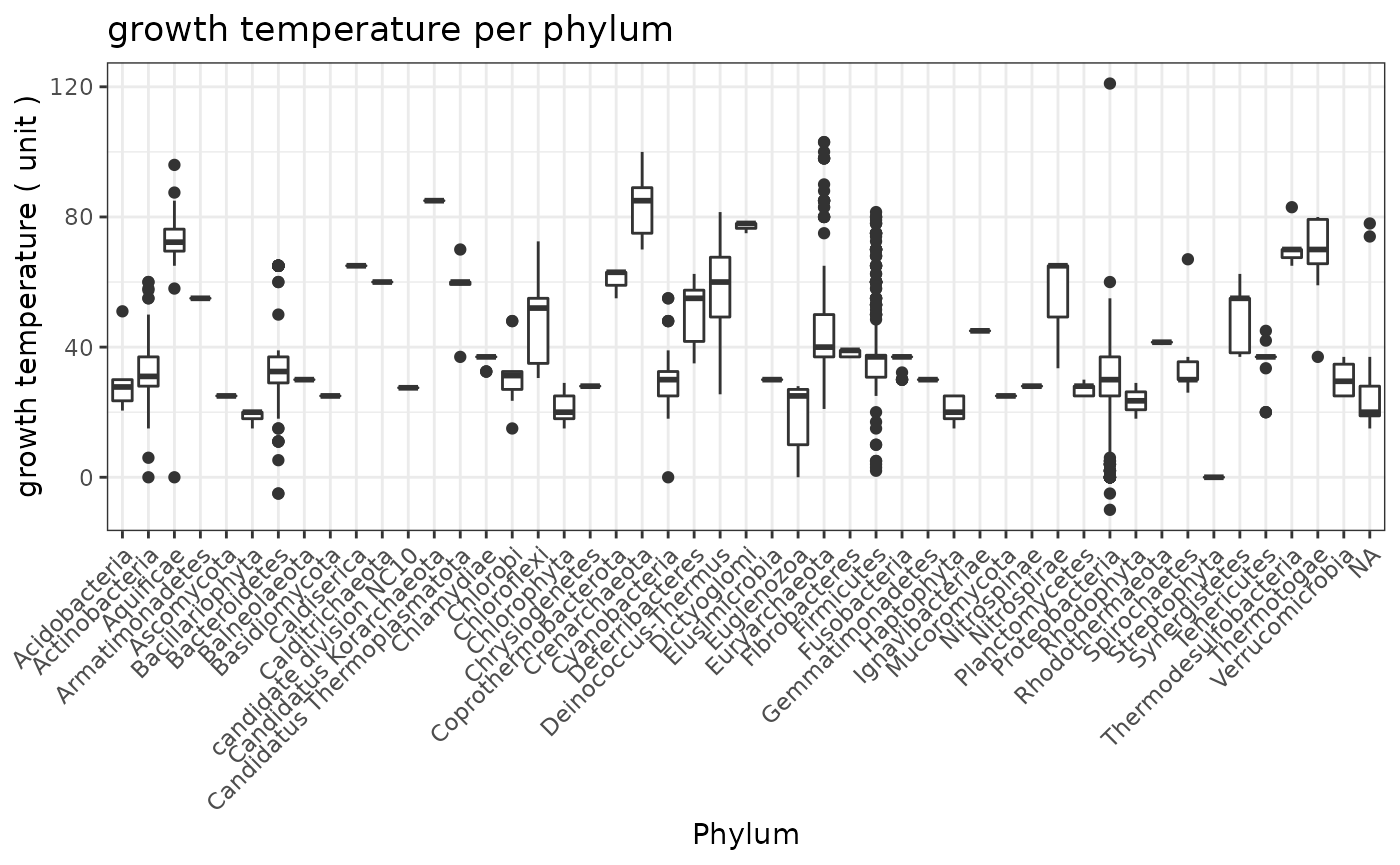 growth temperature per phylum
growth temperature ( unit )
120
80
40
0
Acidobacteria
Actinobacteria
Aquificae
Armatimonadetes
Ascomycota
Bacillariophyta
Bacteroidetes
Balneolaeota
Basidiomycota
Caldiserica
Calditrichaeota
candidate division NC10
Candidatus Korarchaeota
Candidatus Thermoplasmatota
Chlamydiae
Chlorobi
Chloroflexi
Chlorophyta
Chrysiogenetes
Coprothermobacterota
Crenarchaeota
Cyanobacteria
Deferribacteres
Deinococcus-Thermus
Dictyoglomi
Elusimicrobia
Euglenozoa
Euryarchaeota
Fibrobacteres
Firmicutes
Fusobacteria
Gemmatimonadetes
Haptophyta
Ignavibacteriae
Mucoromycota
Nitrospinae
Nitrospirae
Planctomycetes
Proteobacteria
Rhodophyta
Rhodothermaeota
Spirochaetes
Streptophyta
Synergistetes
Tenericutes
Thermodesulfobacteria
Thermotogae
Verrucomicrobia
NA
Phylum